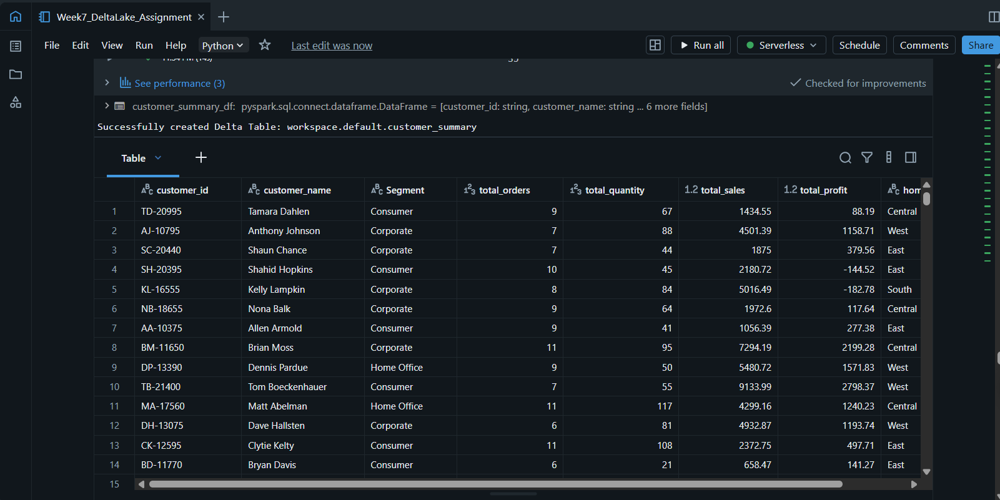 Week7_DeltaLake_Assignment
File Edit View Run Help Python Last edit was now Run all Serverless Schedule Comments Share
See performance (3) Checked for improvements
customer_summary_df: pyspark.sql.connect.dataframe.DataFrame = [customer_id: string, customer_name: string ... 6 more fields]
Successfully created Delta Table: workspace.default.customer_summary
Table
customer_id customer_name Segment total_orders total_quantity total_sales total_profit hom
1 TD-20995 Tamara Dahlen Consumer 9 67 1434.55 88.19 Central
2 AJ-10795 Anthony Johnson Corporate 7 88 4501.39 1158.71 West
3 SC-20440 Shaun Chance Corporate 7 44 1875 379.56 East
4 SH-20395 Shahid Hopkins Consumer 10 45 2180.72 -144.52 East
5 KL-16555 Kelly Lampkin Corporate 8 84 5016.49 -182.78 South
6 NB-18655 Nona Balk Corporate 9 64 1972.6 117.64 Central
7 AA-10375 Allen Armold Consumer 9 41 1056.39 277.38 East
8 BM-11650 Brian Moss Corporate 11 95 7294.19 2199.28 Central
9 DP-13390 Dennis Pardue Home Office 9 50 5480.72 1571.83 West
10 TB-21400 Tom Boeckenhauer Consumer 7 55 9133.99 2798.37 West
11 MA-17560 Matt Abelman Home Office 11 117 4299.16 1240.23 Central
12 DH-13075 Dave Hallsten Corporate 6 81 4932.87 1193.74 West
13 CK-12595 Clytie Kelty Consumer 11 108 2372.75 497.71 East
14 BD-11770 Bryan Davis Consumer 6 21 658.47 141.27 East
15